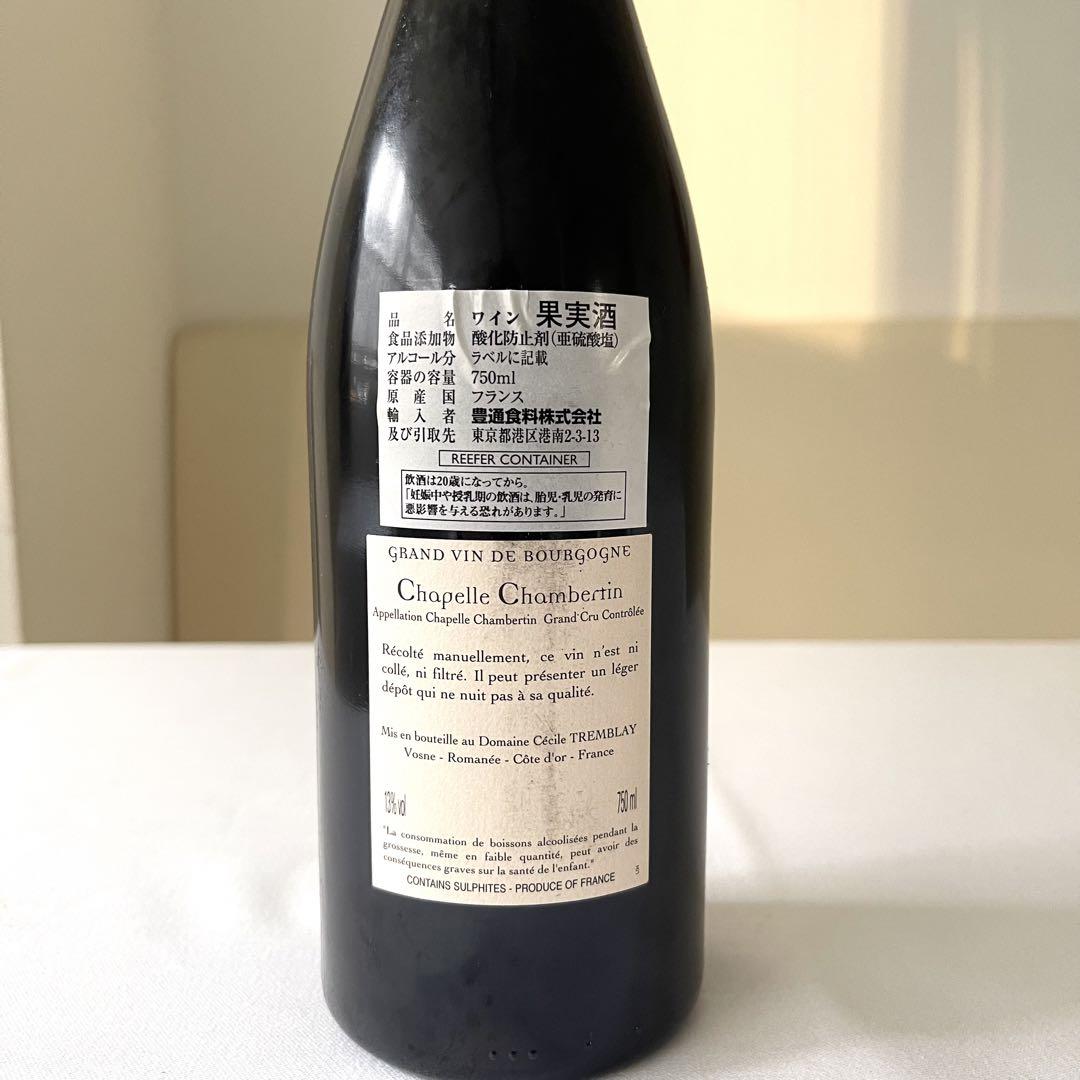 品名 ワイン 果実酒
食品添加物 酸化防止剤(亜硫酸塩)
アルコール分 ラベルに記載
容器の容量 750ml
原産国 フランス
輸入者 豊通食料株式会社
及び引取先 東京都港区港南2-3-13
REEFER CONTAINER
飲酒は20歳になってから。
「妊娠中や授乳期の飲酒は、胎児・乳児の発育に
悪影響を与える恐れがあります。」
GRAND VIN DE BOURGOGNE
Chapelle Chambertin
Appellation Chapelle Chambertin Grand Cru Contrôlée
Récolté manuellement, ce vin n'est ni
collé, ni filtré. Il peut présenter un léger
dépôt qui ne nuit pas à sa qualité.
Mis en bouteille au Domaine Cécile TREMBLAY
Vosne - Romanée - Côte d'or - France
13% vol 750 ml
"La consommation de boissons alcoolisées pendant la
grossesse, même en faible quantité, peut avoir des
conséquences graves sur la santé de l'enfant."
CONTAINS SULPHITES - PRODUCE OF FRANCE